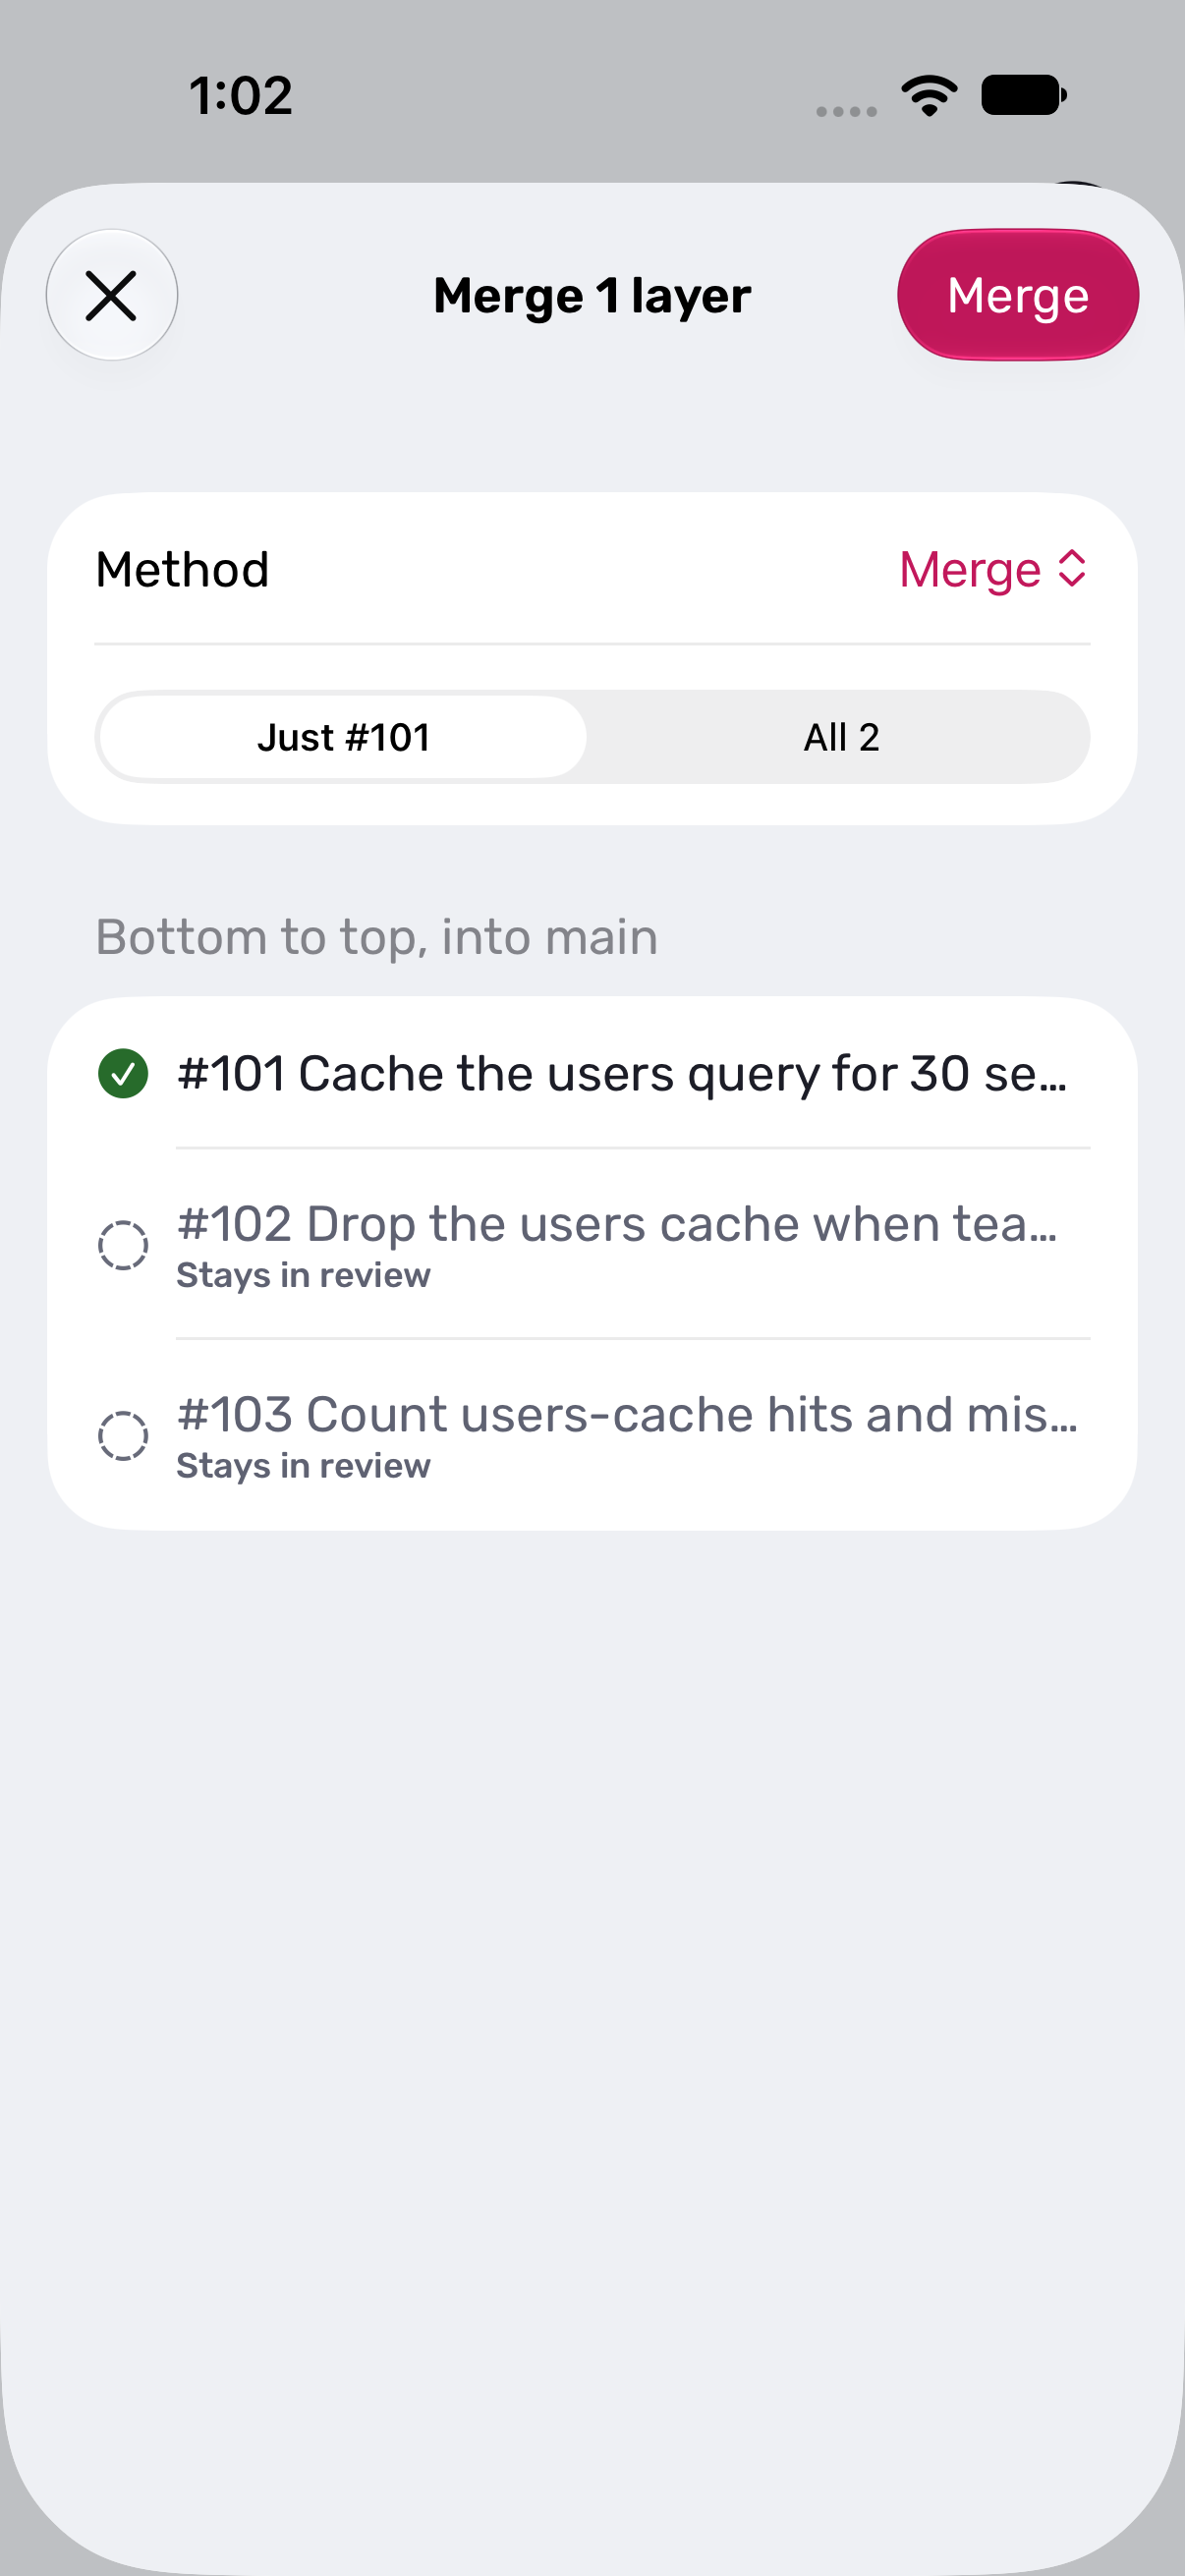 1:02
Merge 1 layer
Merge
Method
Merge
Just #101
All 2
Bottom to top, into main
#101 Cache the users query for 30 se...
#102 Drop the users cache when tea...
Stays in review
#103 Count users-cache hits and mis...
Stays in review